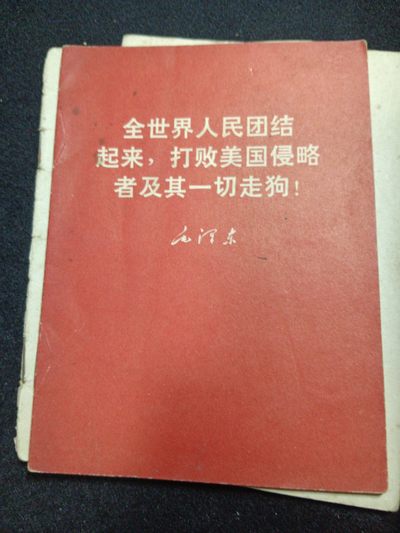 全世界人民团结
起来，打败美国侵略
者及其一切走狗！
毛泽东